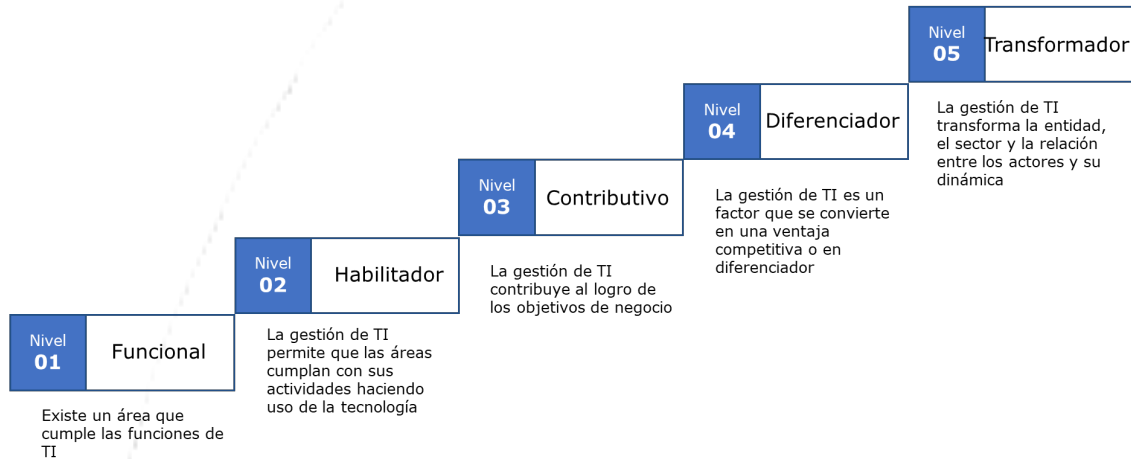 Nivel
01
Funcional
Existe un área que
cumple las funciones de
TI
Nivel
02
Habilitador
La gestión de TI
permite que las áreas
cumplan con sus
actividades haciendo
uso de la tecnología
Nivel
03
Contributivo
La gestión de TI
contribuye al logro de
los objetivos de negocio
Nivel
04
Diferenciador
La gestión de TI es un
factor que se convierte
en una ventaja
competitiva o en
diferenciador
Nivel
05
Transformador
La gestión de TI
transforma la entidad,
el sector y la relación
entre los actores y su
dinámica